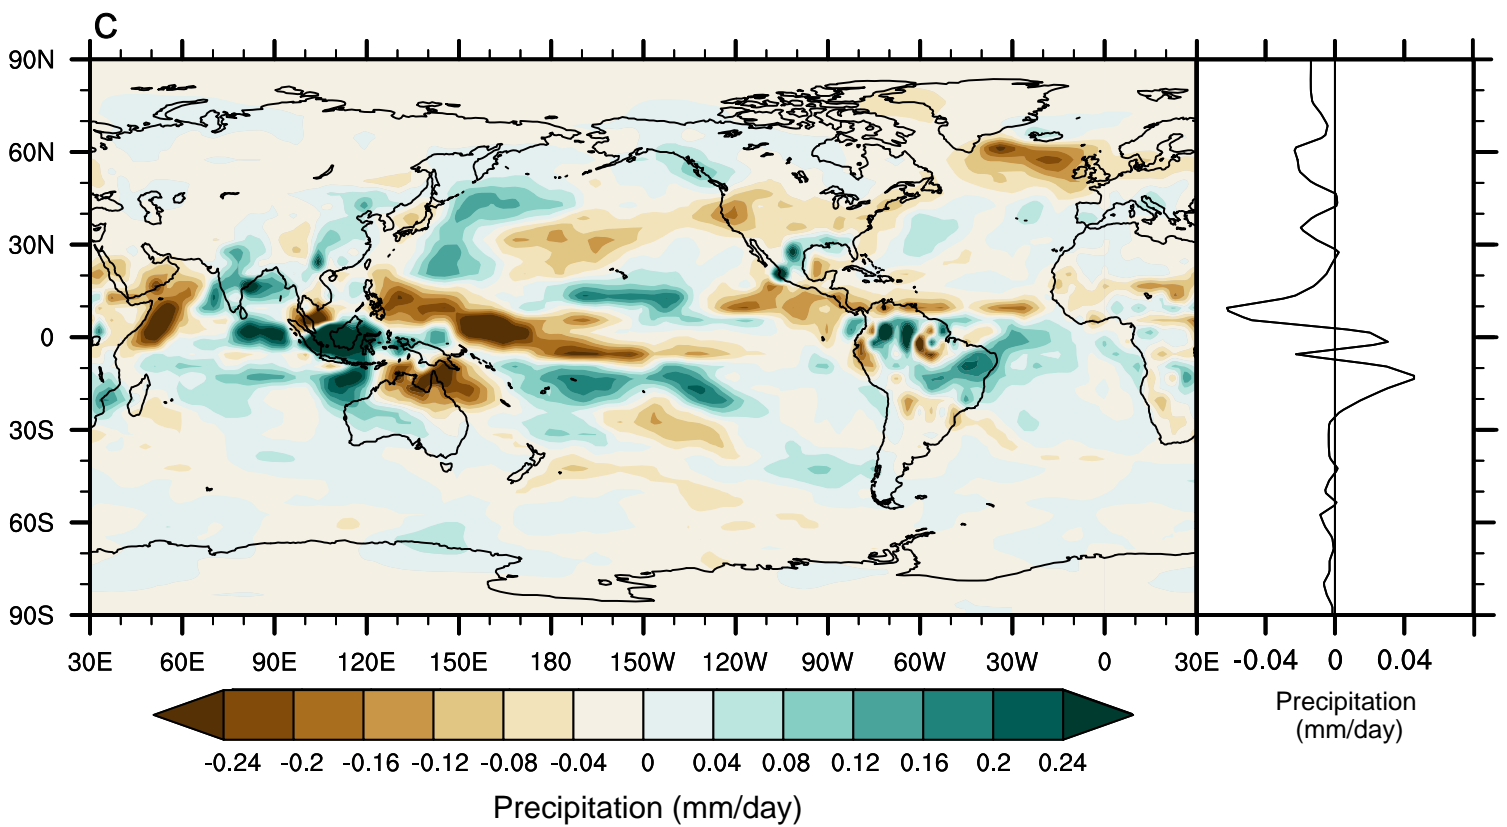 C
90N
60N
30N
0
30S
60S
90S
30E 60E 90E 120E 150E 180 150W 120W 90W 60W 30W 0 30E
-0.04 0 0.04
Precipitation
(mm/day)
-0.24 -0.2 -0.16 -0.12 -0.08 -0.04 0 0.04 0.08 0.12 0.16 0.2 0.24
Precipitation (mm/day)